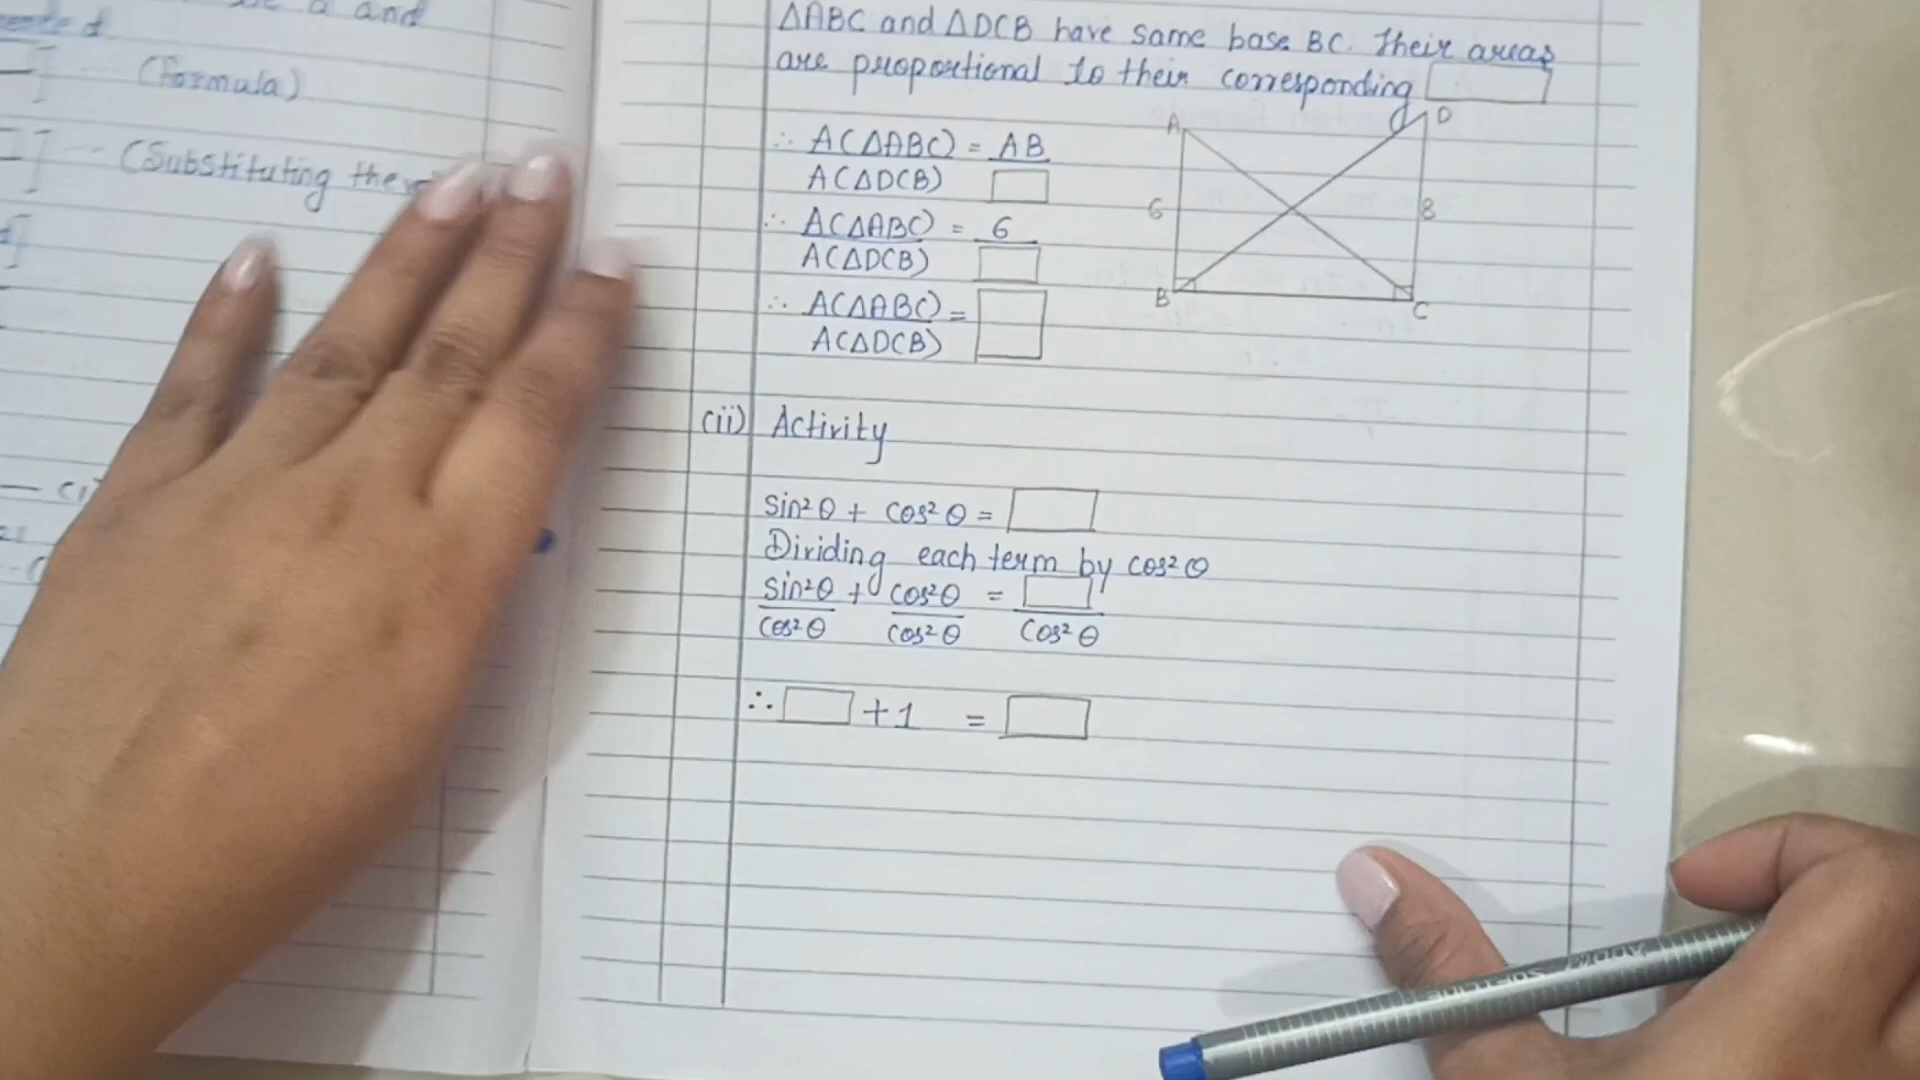 a and
(Formula)
(Substituting the
ΔABC and ΔDCB have same base BC. Their areas
are proportional to their corresponding
∴ A(ΔABC) = AB
A(ΔDCB)
∴ A(ΔABC) = 6
A(ΔDCB)
∴ A(ΔABC) =
A(ΔDCB)
A
D
6
8
B
C
(ii) Activity
Sin²θ + Cos²θ =
Dividing each term by cos²θ
Sin²θ + Cos²θ =
Cos²θ Cos²θ Cos²θ
∴ + 1 =